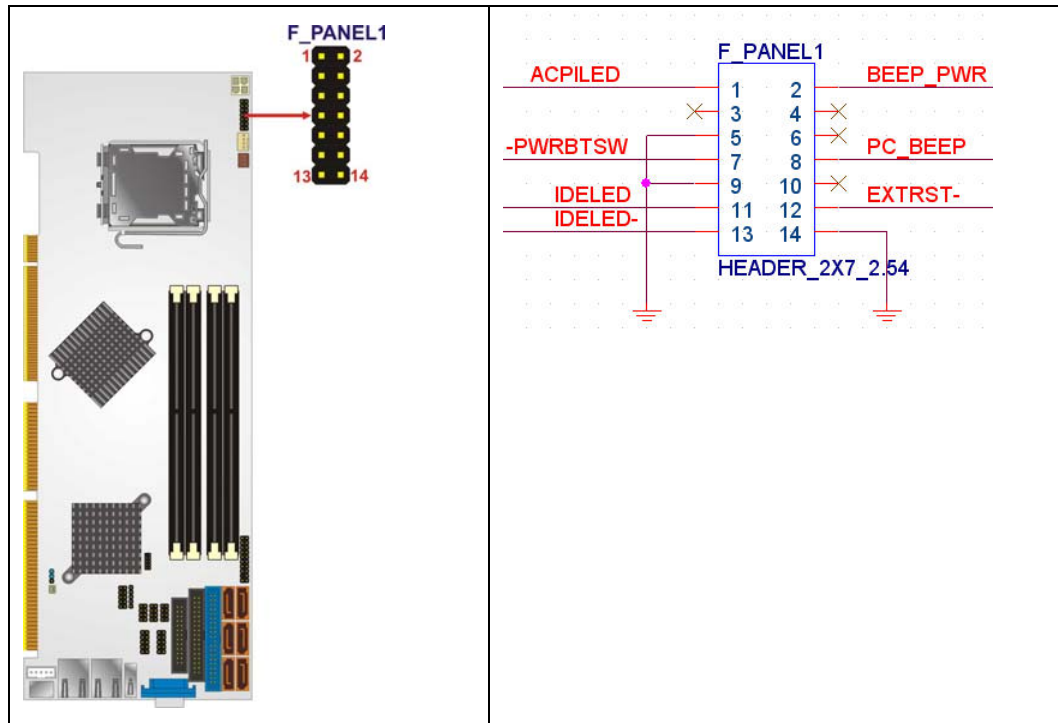 F_PANEL1
1 2
13 14
F_PANEL1
ACPILED 1 2 BEEP_PWR
3 4
5 6
-PWRBTSW 7 8 PC_BEEP
9 10
IDELED 11 12 EXTRST-
IDELED- 13 14
HEADER_2X7_2.54